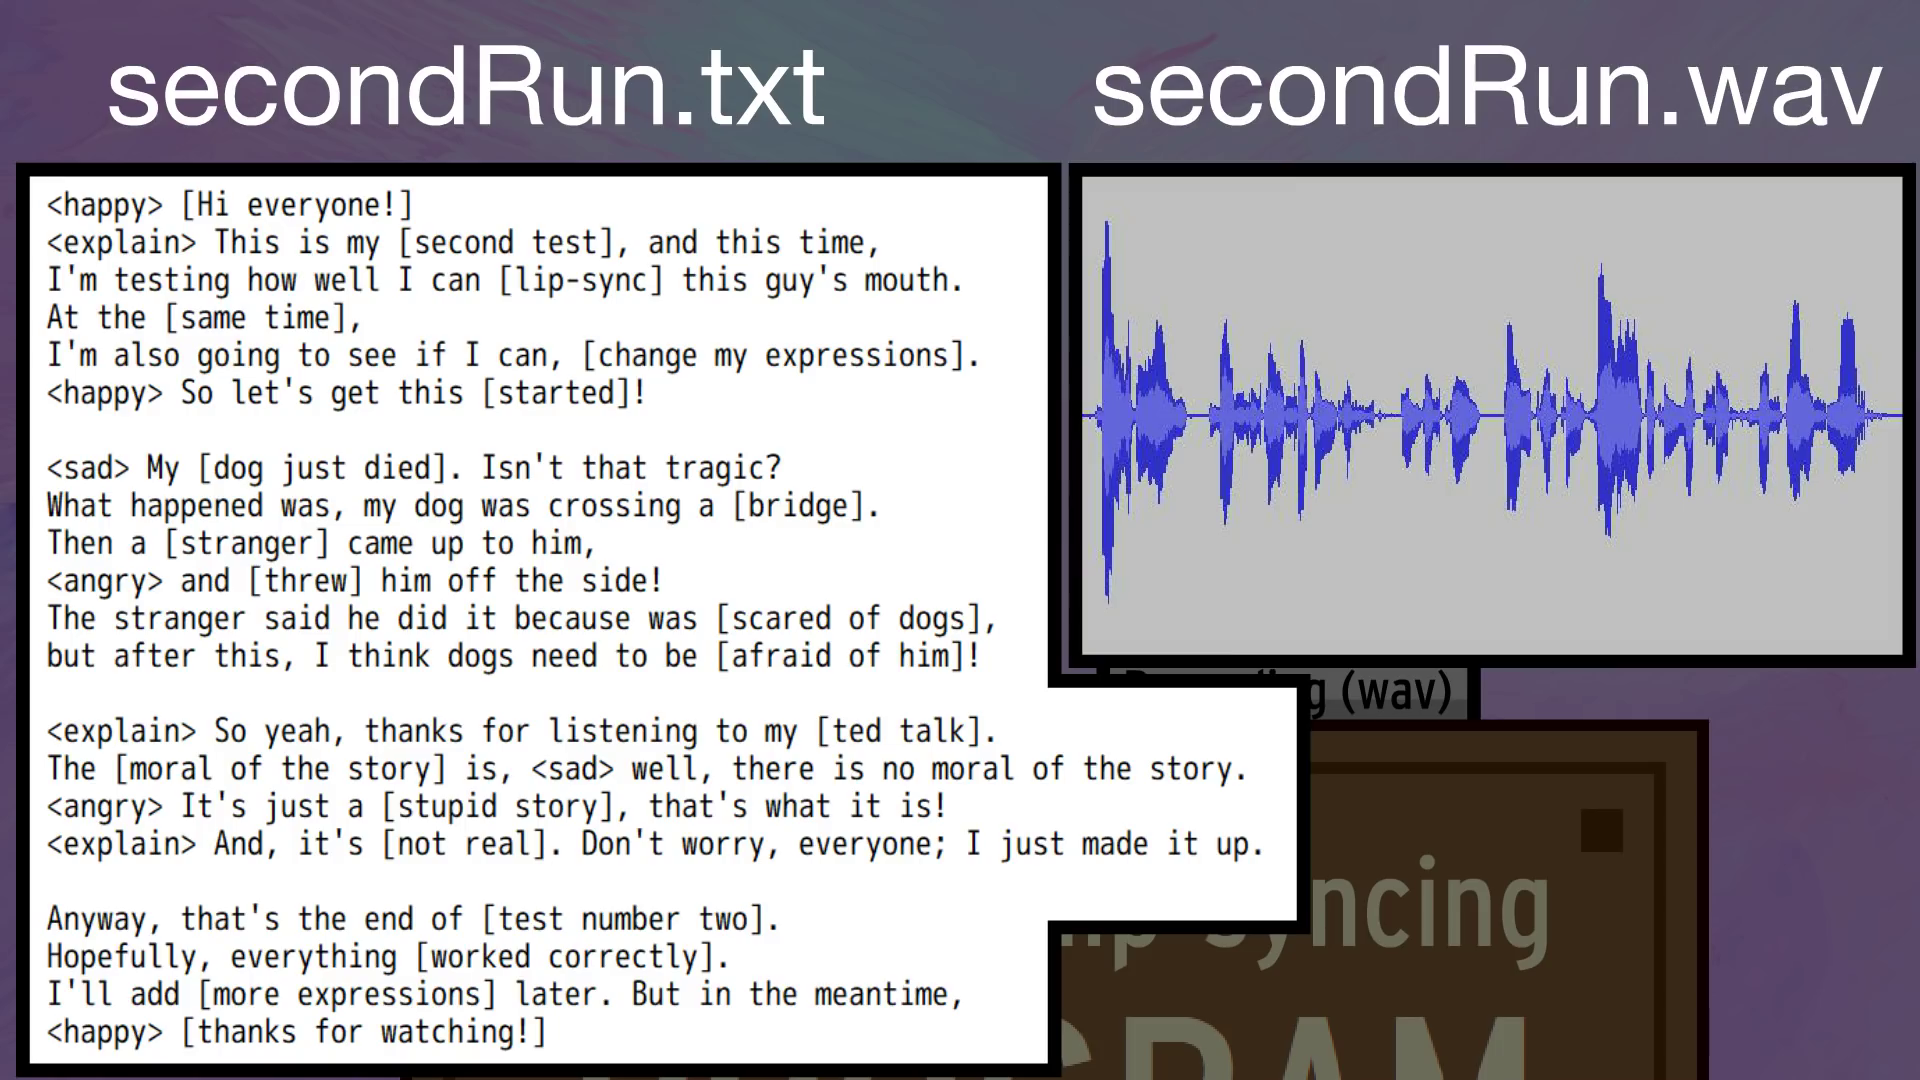 secondRun.txt
secondRun.wav
<happy> [Hi everyone!]
<explain> This is my [second test], and this time,
I'm testing how well I can [lip-sync] this guy's mouth.
At the [same time],
I'm also going to see if I can, [change my expressions].
<happy> So let's get this [started]!
<sad> My [dog just died]. Isn't that tragic?
What happened was, my dog was crossing a [bridge].
Then a [stranger] came up to him,
<angry> and [threw] him off the side!
The stranger said he did it because was [scared of dogs],
but after this, I think dogs need to be [afraid of him]!
<explain> So yeah, thanks for listening to my [ted talk].
The [moral of the story] is, <sad> well, there is no moral of the story.
<angry> It's just a [stupid story], that's what it is!
<explain> And, it's [not real]. Don't worry, everyone; I just made it up.
Anyway, that's the end of [test number two].
Hopefully, everything [worked correctly].
I'll add [more expressions] later. But in the meantime,
<happy> [thanks for watching!]
(wav)